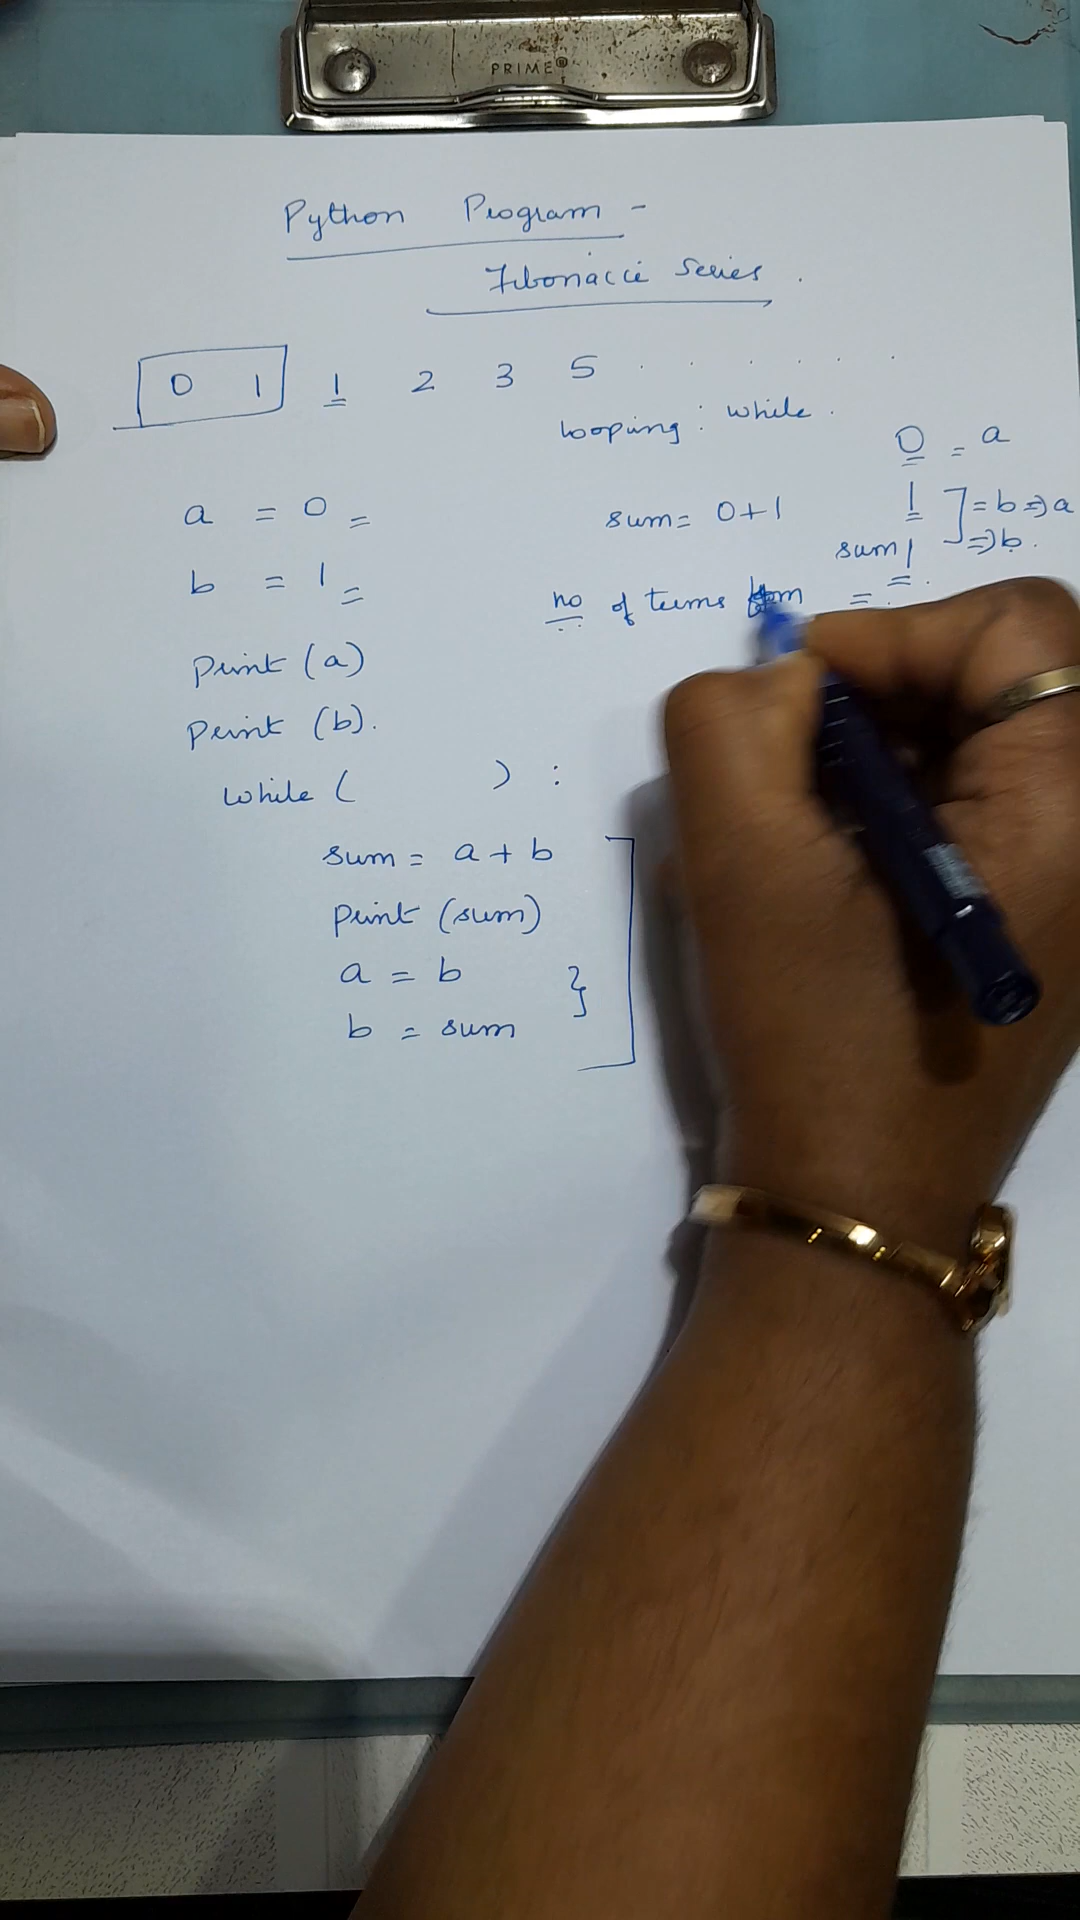 PRIME®
Python Program -
Fibonacci Series .
0 1 1 2 3 5 . . . . . .
looping : while .
0 = a
a = 0 =
sum = 0+1
1 ] = b => a
sum 1 => b .
b = 1 =
no of terms =
print (a)
print (b).
while ( ) :
sum = a + b
print (sum)
a = b }
b = sum